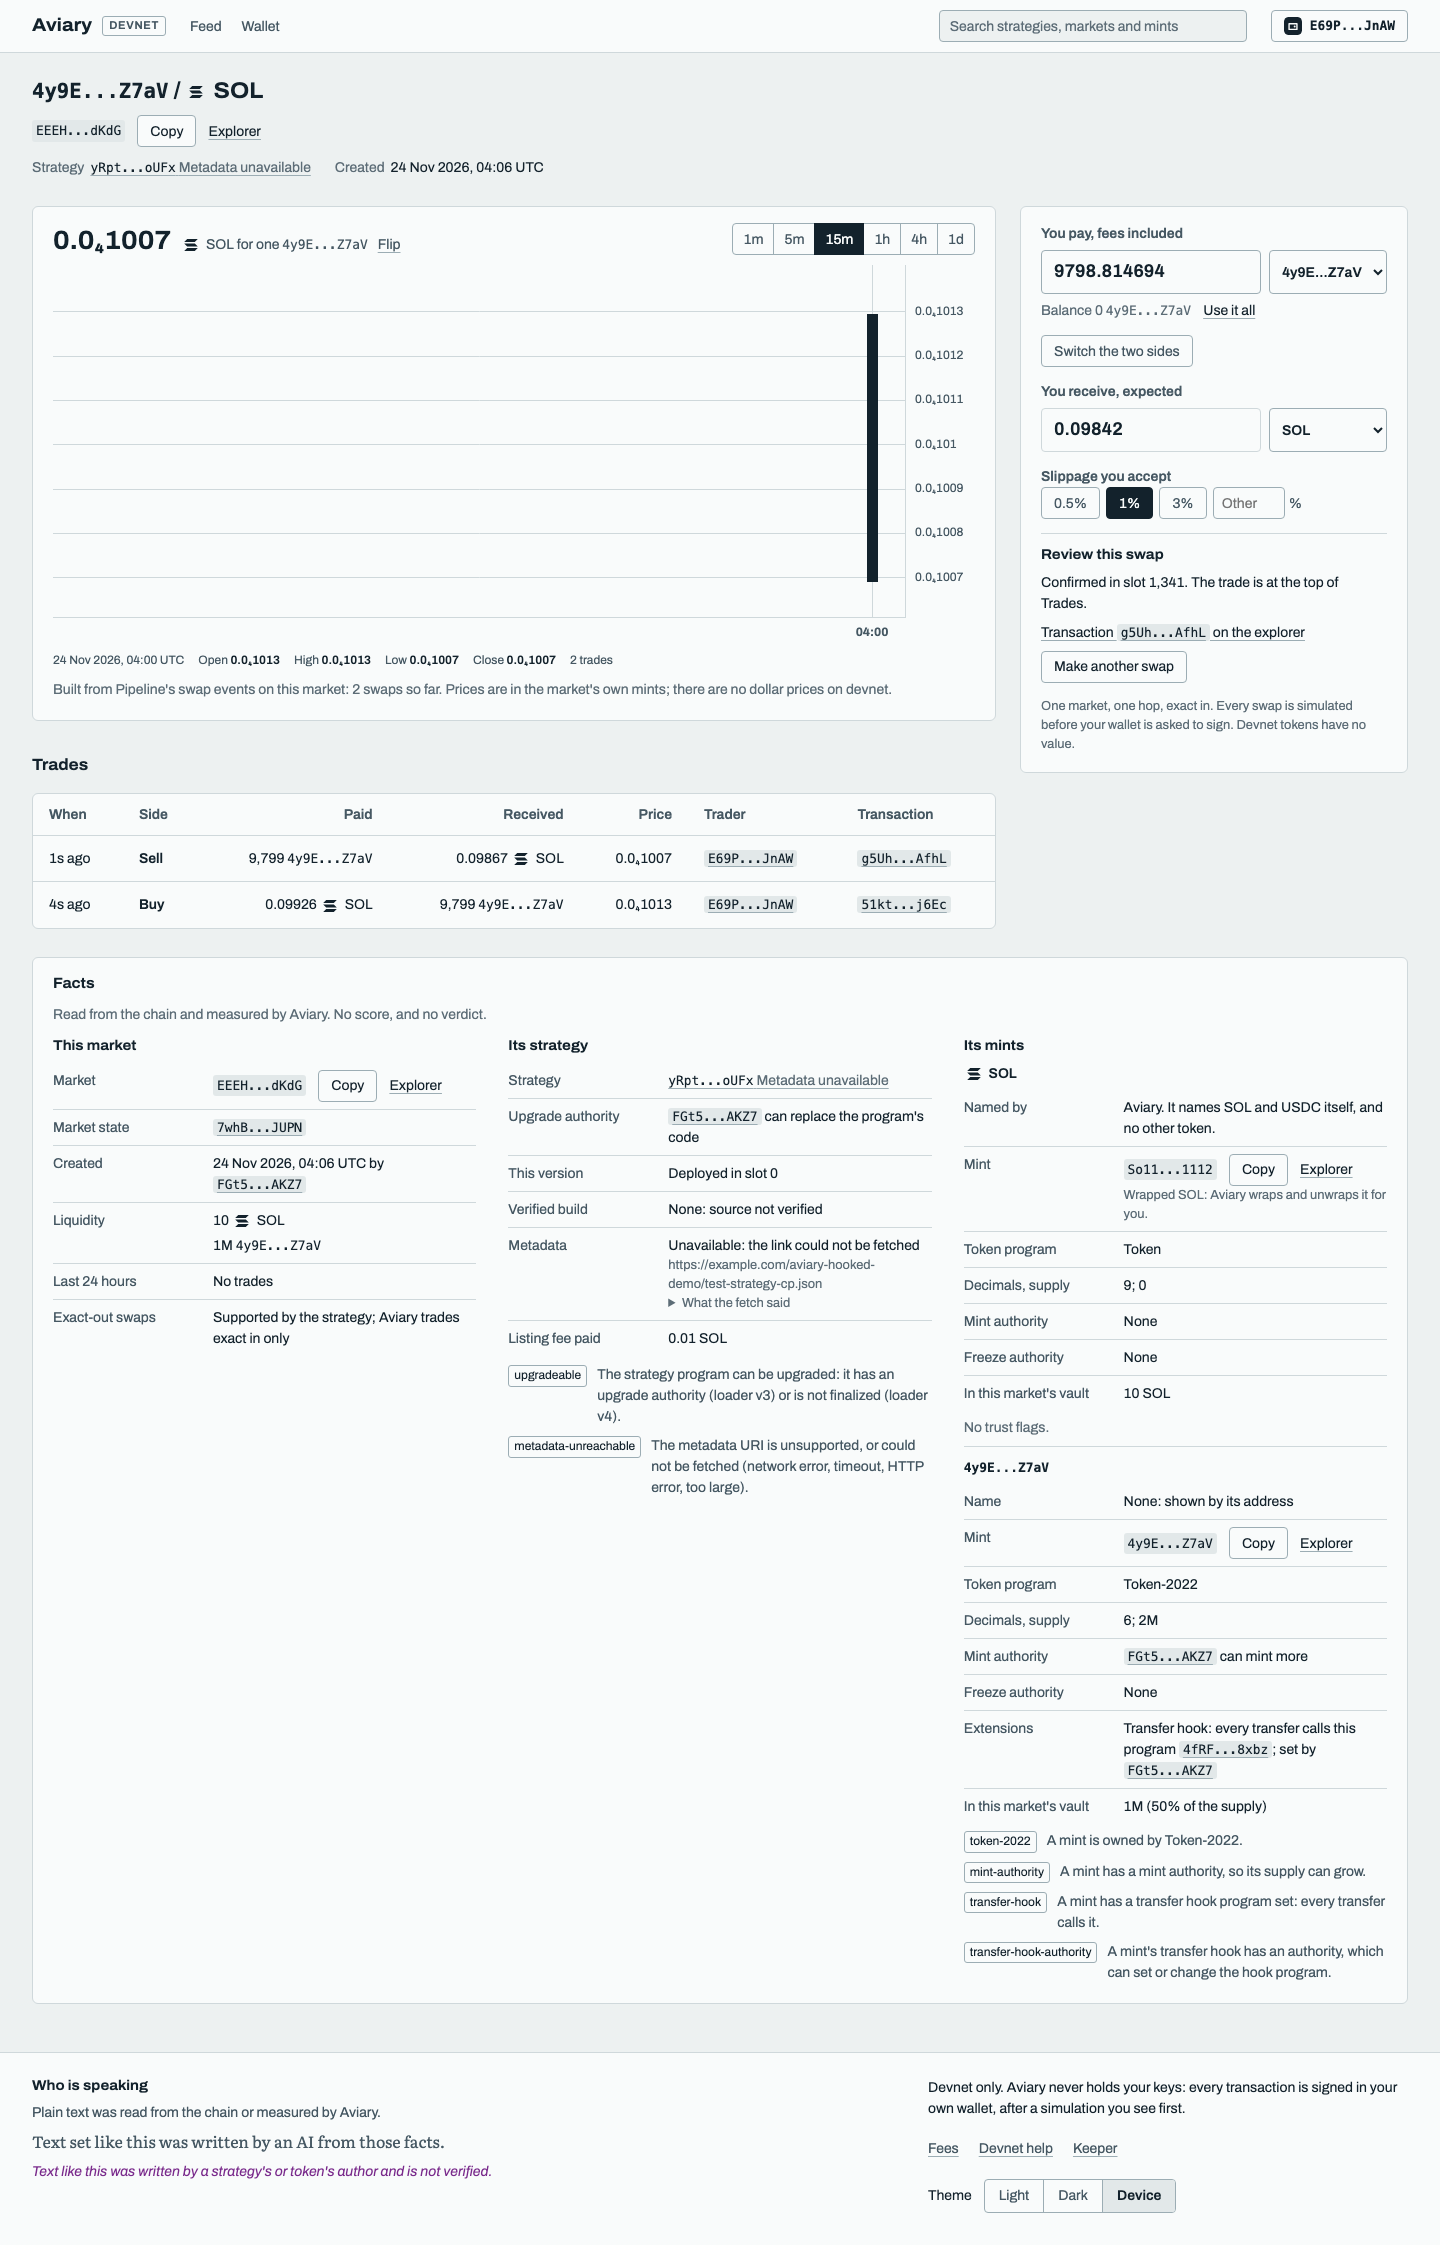 Aviary DEVNET Feed Wallet Search strategies, markets and mints E69P...JnAW
4y9E...Z7aV / SOL
EEEH...dKdG Copy Explorer
Strategy yRpt...oUFx Metadata unavailable Created 24 Nov 2026, 04:06 UTC
0.0₄1007 SOL for one 4y9E...Z7aV Flip
1m 5m 15m 1h 4h 1d
0.0₄1013
0.0₄1012
0.0₄1011
0.0₄101
0.0₄1009
0.0₄1008
0.0₄1007
04:00
24 Nov 2026, 04:00 UTC Open 0.0₄1013 High 0.0₄1013 Low 0.0₄1007 Close 0.0₄1007 2 trades
Built from Pipeline's swap events on this market: 2 swaps so far. Prices are in the market's own mints; there are no dollar prices on devnet.
You pay, fees included
9798.814694 4y9E...Z7aV
Balance 0 4y9E...Z7aV Use it all
Switch the two sides
You receive, expected
0.09842 SOL
Slippage you accept
0.5% 1% 3% Other %
Review this swap
Confirmed in slot 1,341. The trade is at the top of
Trades.
Transaction g5Uh...AfhL on the explorer
Make another swap
One market, one hop, exact in. Every swap is simulated
before your wallet is asked to sign. Devnet tokens have no
value.
Trades
When Side Paid Received Price Trader Transaction
1s ago Sell 9,799 4y9E...Z7aV 0.09867 SOL 0.0₄1007 E69P...JnAW g5Uh...AfhL
4s ago Buy 0.09926 SOL 9,799 4y9E...Z7aV 0.0₄1013 E69P...JnAW 51kt...j6Ec
Facts
Read from the chain and measured by Aviary. No score, and no verdict.
This market
Market EEEH...dKdG Copy Explorer
Market state 7whB...JUPN
Created 24 Nov 2026, 04:06 UTC by
FGt5...AKZ7
Liquidity 10 SOL
1M 4y9E...Z7aV
Last 24 hours No trades
Exact-out swaps Supported by the strategy; Aviary trades
exact in only
Its strategy
Strategy yRpt...oUFx Metadata unavailable
Upgrade authority FGt5...AKZ7 can replace the program's
code
This version Deployed in slot 0
Verified build None: source not verified
Metadata Unavailable: the link could not be fetched
https://example.com/aviary-hooked-
demo/test-strategy-cp.json
▶ What the fetch said
Listing fee paid 0.01 SOL
upgradeable The strategy program can be upgraded: it has an
upgrade authority (loader v3) or is not finalized (loader
v4).
metadata-unreachable The metadata URI is unsupported, or could
not be fetched (network error, timeout, HTTP
error, too large).
Its mints
SOL
Named by Aviary. It names SOL and USDC itself, and
no other token.
Mint So11...1112 Copy Explorer
Wrapped SOL: Aviary wraps and unwraps it for
you.
Token program Token
Decimals, supply 9; 0
Mint authority None
Freeze authority None
In this market's vault 10 SOL
No trust flags.
4y9E...Z7aV
Name None: shown by its address
Mint 4y9E...Z7aV Copy Explorer
Token program Token-2022
Decimals, supply 6; 2M
Mint authority FGt5...AKZ7 can mint more
Freeze authority None
Extensions Transfer hook: every transfer calls this
program 4fRF...8xbz; set by
FGt5...AKZ7
In this market's vault 1M (50% of the supply)
token-2022 A mint is owned by Token-2022.
mint-authority A mint has a mint authority, so its supply can grow.
transfer-hook A mint has a transfer hook program set: every transfer
calls it.
transfer-hook-authority A mint's transfer hook has an authority, which
can set or change the hook program.
Who is speaking
Plain text was read from the chain or measured by Aviary.
Text set like this was written by an AI from those facts.
Text like this was written by a strategy's or token's author and is not verified.
Devnet only. Aviary never holds your keys: every transaction is signed in your
own wallet, after a simulation you see first.
Fees Devnet help Keeper
Theme Light Dark Device